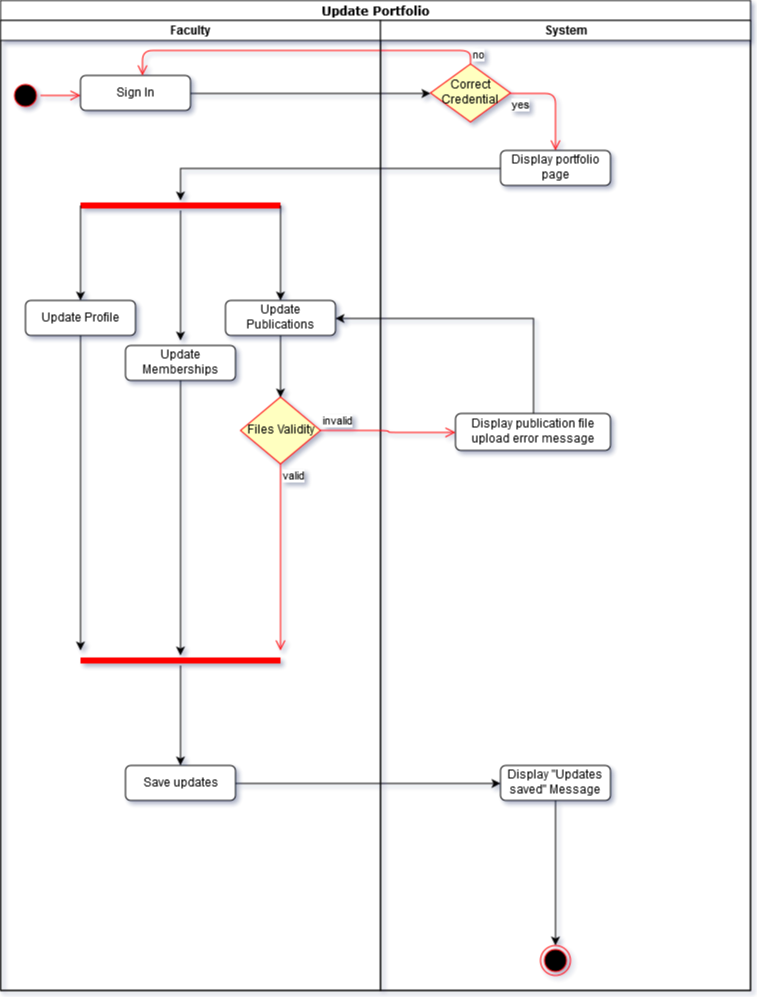 Update Portfolio
Faculty
System
no
Sign In
Correct
Credential
yes
Display portfolio
page
Update Profile
Update
Publications
Update
Memberships
Files Validity
invalid
Display publication file
upload error message
valid
Save updates
Display "Updates
saved" Message